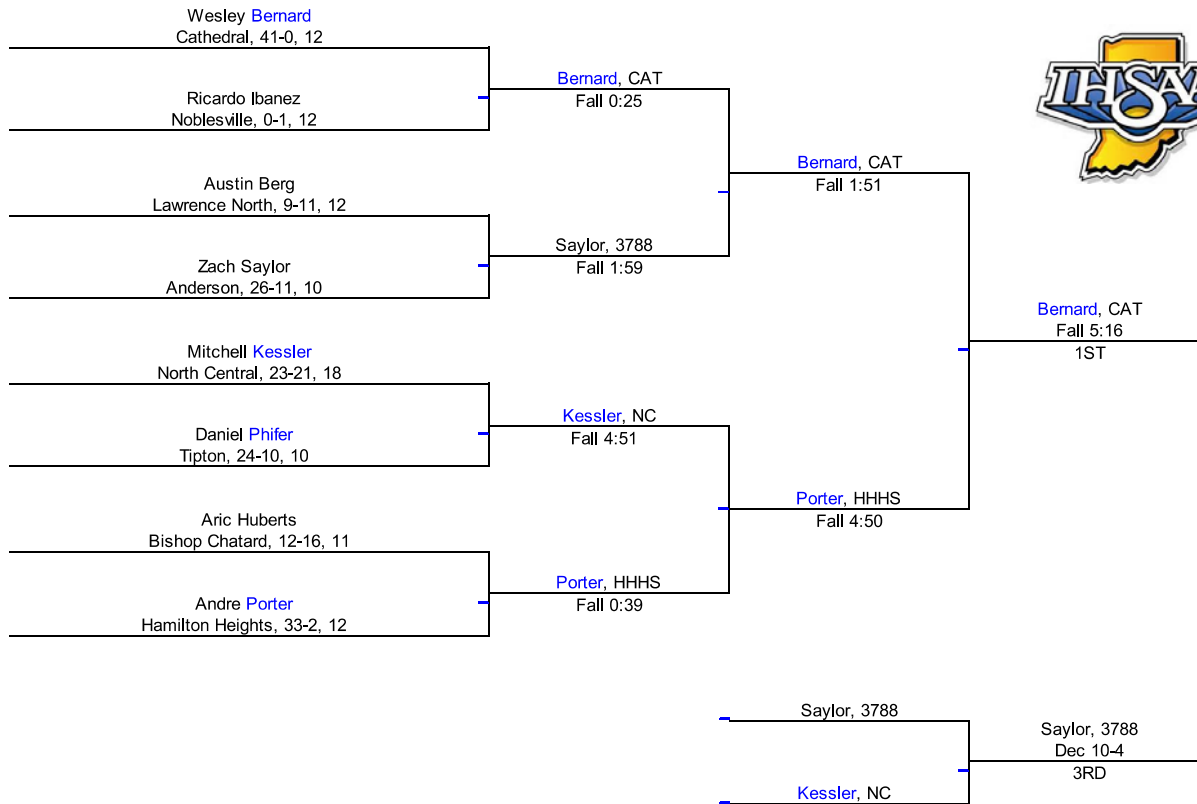 Wesley Bernard
Cathedral, 41-0, 12
Ricardo Ibanez
Noblesville, 0-1, 12
Austin Berg
Lawrence North, 9-11, 12
Zach Saylor
Anderson, 26-11, 10
Mitchell Kessler
North Central, 23-21, 18
Daniel Phifer
Tipton, 24-10, 10
Aric Huberts
Bishop Chatard, 12-16, 11
Andre Porter
Hamilton Heights, 33-2, 12
Bernard, CAT
Fall 0:25
Saylor, 3788
Fall 1:59
Kessler, NC
Fall 4:51
Porter, HHHS
Fall 0:39
Bernard, CAT
Fall 1:51
Porter, HHHS
Fall 4:50
IHSAA
Bernard, CAT
Fall 5:16
1ST
Saylor, 3788
Kessler, NC
Saylor, 3788
Dec 10-4
3RD